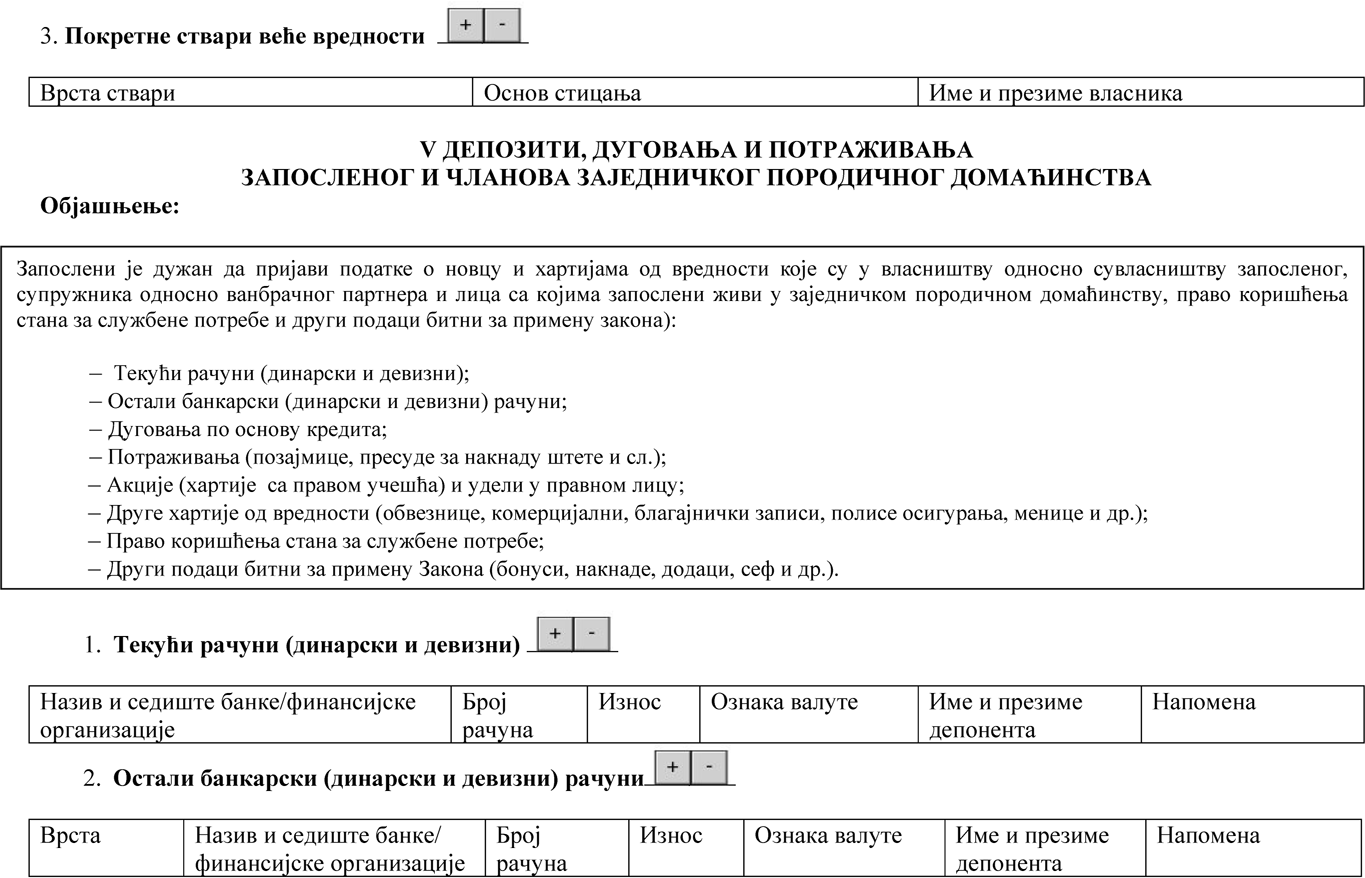 3. Покретне ствари веће вредности + -
Врста ствари Основ стицања Име и презиме власника
V ДЕПОЗИТИ, ДУГОВАЊА И ПОТРАЖИВАЊА
ЗАПОСЛЕНОГ И ЧЛАНОВА ЗАЈЕДНИЧКОГ ПОРОДИЧНОГ ДОМАЋИНСТВА
Објашњење:
Запослени је дужан да пријави податке о новцу и хартијама од вредности које су у власништву односно сувласништву запосленог,
супружника односно ванбрачног партнера и лица са којима запослени живи у заједничком породичном домаћинству, право коришћења
стана за службене потребе и други подаци битни за примену закона):
– Текући рачуни (динарски и девизни);
– Остали банкарски (динарски и девизни) рачуни;
– Дуговања по основу кредита;
– Потраживања (позајмице, пресуде за накнаду штете и сл.);
– Акције (хартије са правом учешћа) и удели у правном лицу;
– Друге хартије од вредности (обвезнице, комерцијални, благајнички записи, полисе осигурања, менице и др.);
– Право коришћења стана за службене потребе;
– Други подаци битни за примену Закона (бонуси, накнаде, додаци, сеф и др.).
1. Текући рачуни (динарски и девизни) + -
Назив и седиште банке/финансијске Број Износ Ознака валуте Име и презиме Напомена
организације рачуна депонента
2. Остали банкарски (динарски и девизни) рачуни + -
Врста Назив и седиште банке/ Број Износ Ознака валуте Име и презиме Напомена
финансијске организације рачуна депонента